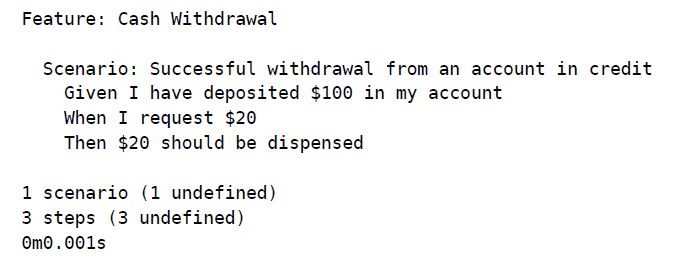 Feature: Cash Withdrawal
Scenario: Successful withdrawal from an account in credit
Given I have deposited $100 in my account
When I request $20
Then $20 should be dispensed
1 scenario (1 undefined)
3 steps (3 undefined)
0m0.001s